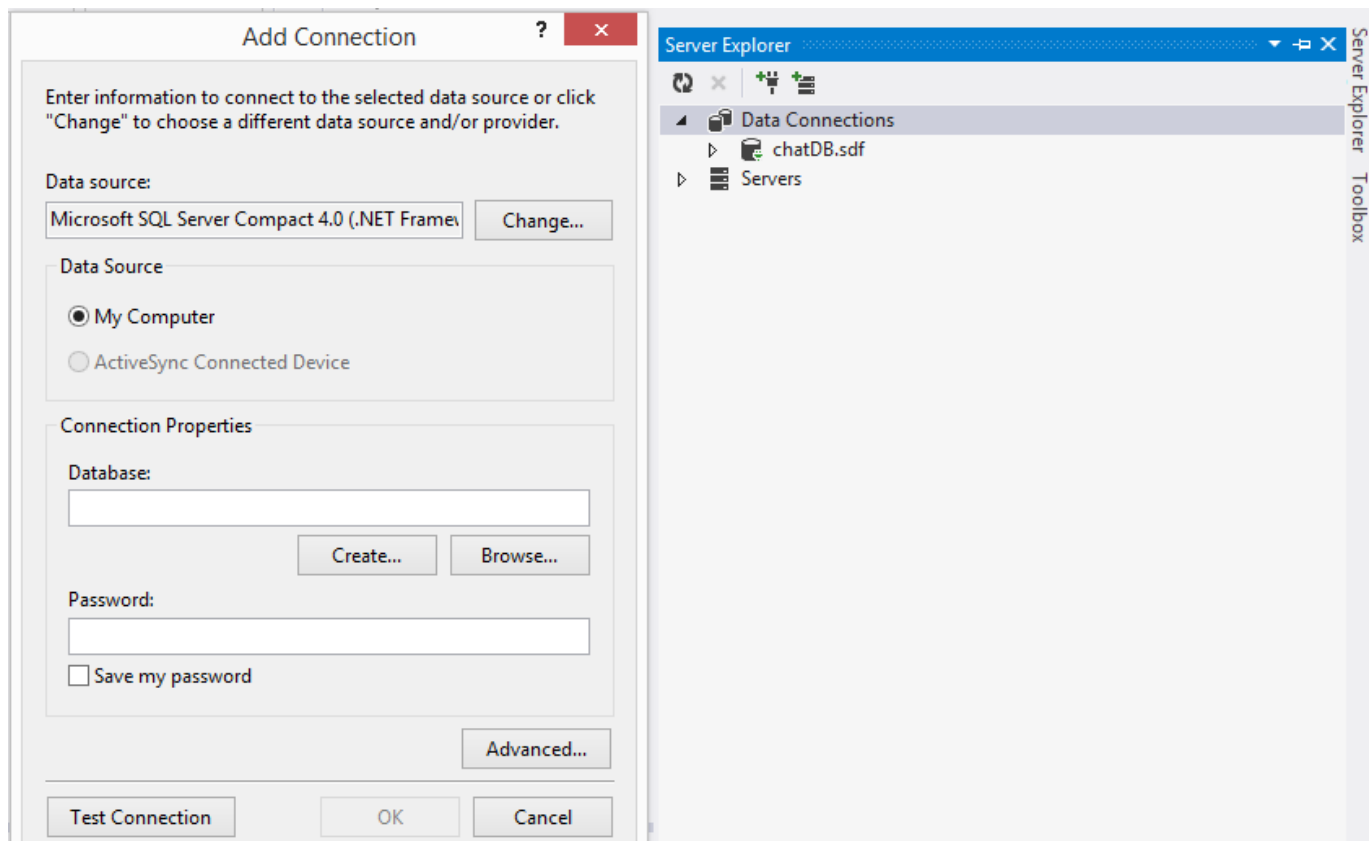 Add Connection
?
Enter information to connect to the selected data source or click
"Change" to choose a different data source and/or provider.
Data source:
Microsoft SQL Server Compact 4.0 (.NET
Change...
Data Source
My Computer
ActiveSync Connected Device
Connection Properties
Database:
Create...
Browse...
Password:
Save my password
Advanced...
Test Connection
OK
Cancel
Server Explorer
Data Connections
chatDB.sdf
Servers
Server Explorer
Toolbox